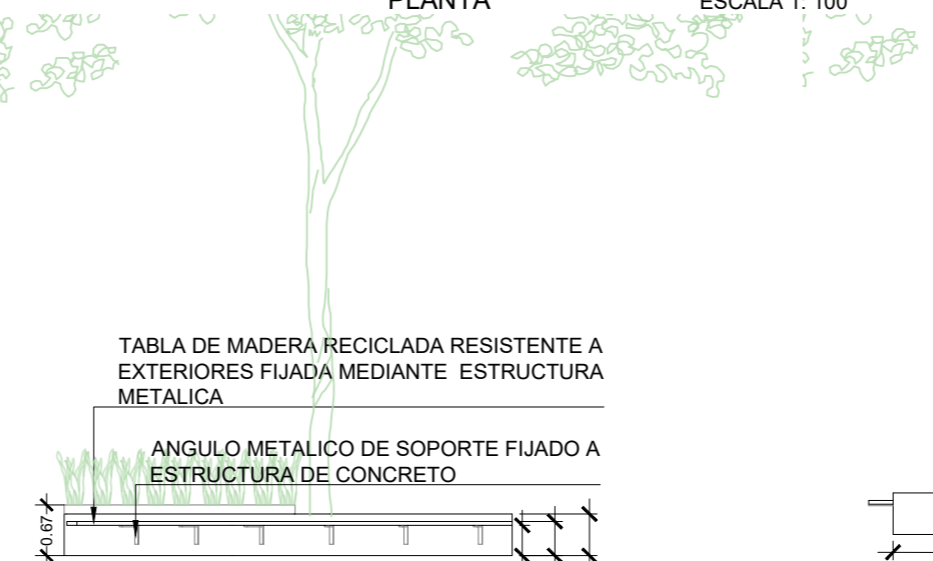 PLANTA
ESCALA 1: 100
TABLA DE MADERA RECICLADA RESISTENTE A
EXTERIORES FIJADA MEDIANTE ESTRUCTURA
METALICA
ANGULO METALICO DE SOPORTE FIJADO A
ESTRUCTURA DE CONCRETO
0.67